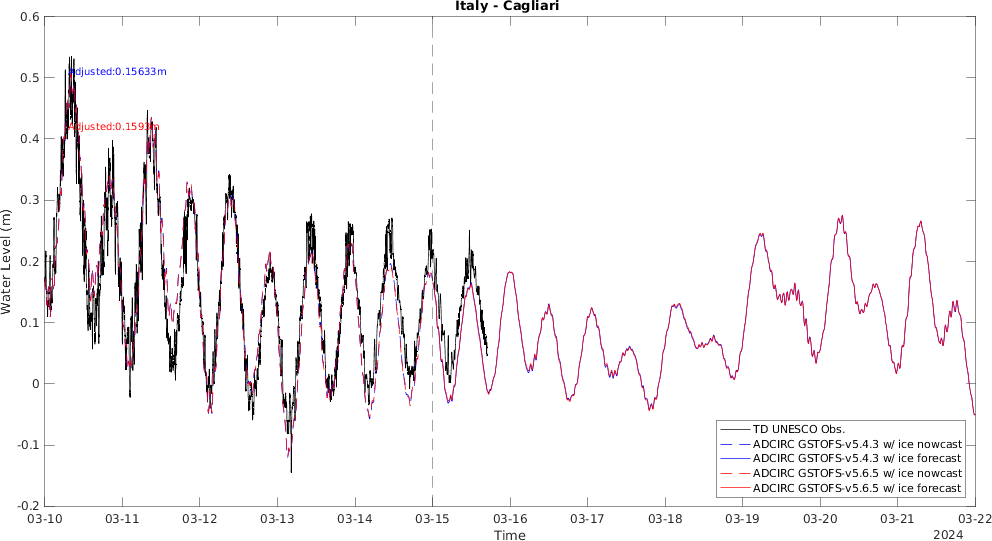 Italy - Cagliari
0.6
0.5
0.4
0.3
0.2
0.1
0
-0.1
-0.2
Water Level (m)
Adjusted:0.15633m
Adjusted:0.1593m
TD UNESCO Obs.
ADCIRC GSTOFS-v5.4.3 w/ ice nowcast
ADCIRC GSTOFS-v5.4.3 w/ ice forecast
ADCIRC GSTOFS-v5.6.5 w/ ice nowcast
ADCIRC GSTOFS-v5.6.5 w/ ice forecast
03-10 03-11 03-12 03-13 03-14 03-15 03-16 03-17 03-18 03-19 03-20 03-21 03-22
Time
2024